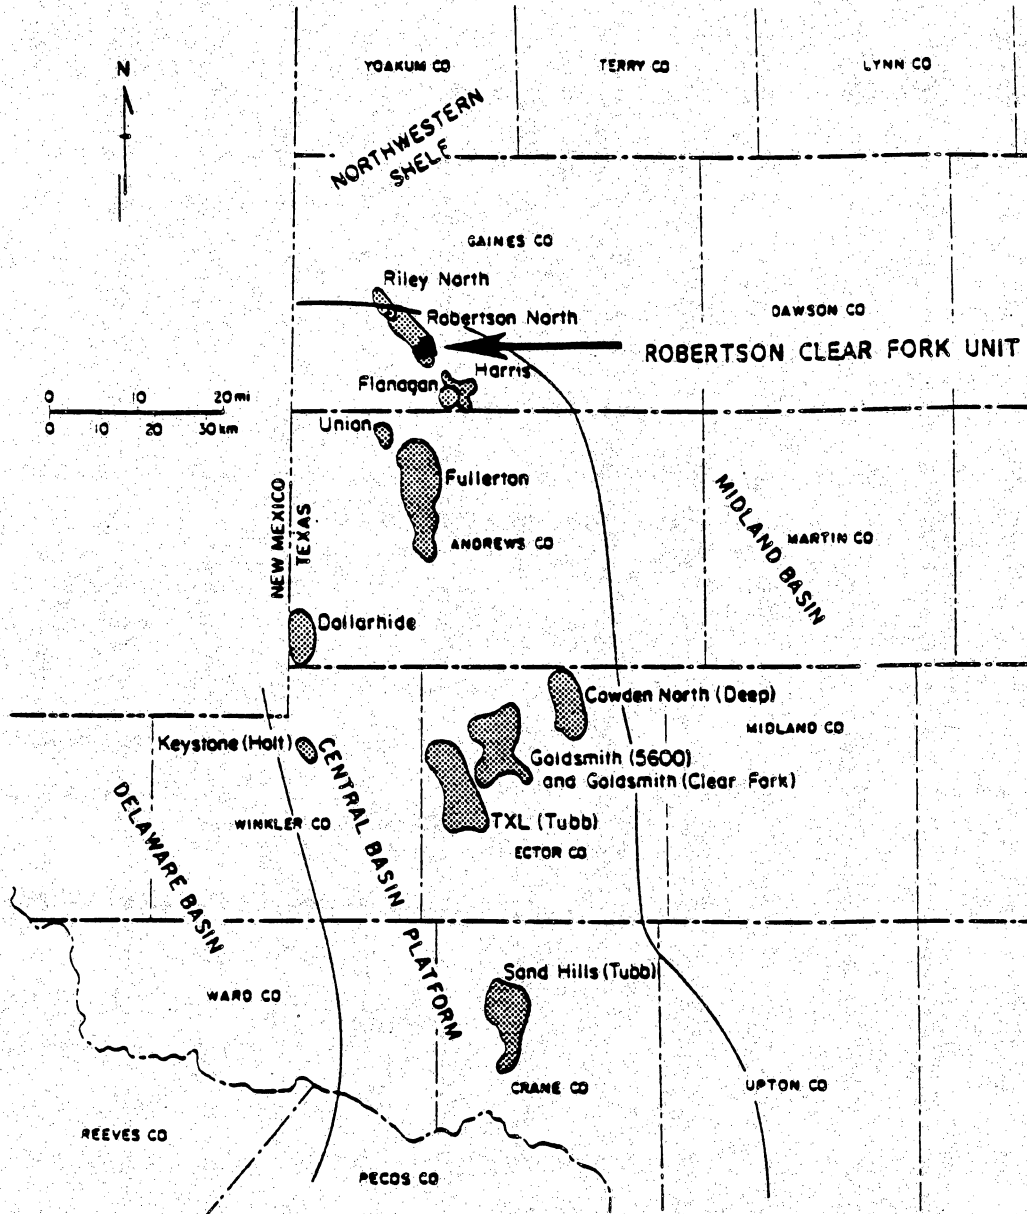 YOAKUM CO
TERRY CO
LYNN CO
N
NORTHWESTERN
SHELF
GAINES CO
Riley North
DAWSON CO
Robertson North
ROBERTSON CLEAR FORK UNIT
Harris
Flanagan
0 10 20 mi
0 10 20 30 km
Union
Fullerton
NEW MEXICO
TEXAS
MIDLAND BASIN
MARTIN CO
ANDREWS CO
Dollarhide
Cowden North (Deep)
MIDLAND CO
Keystone (Holt)
Goldsmith (5600)
and Goldsmith (Clear Fork)
CENTRAL BASIN PLATFORM
DELAWARE BASIN
WINKLER CO
TXL (Tubb)
ECTOR CO
Sand Hills (Tubb)
WARD CO
CRANE CO
UPTON CO
REEVES CO
PECOS CO